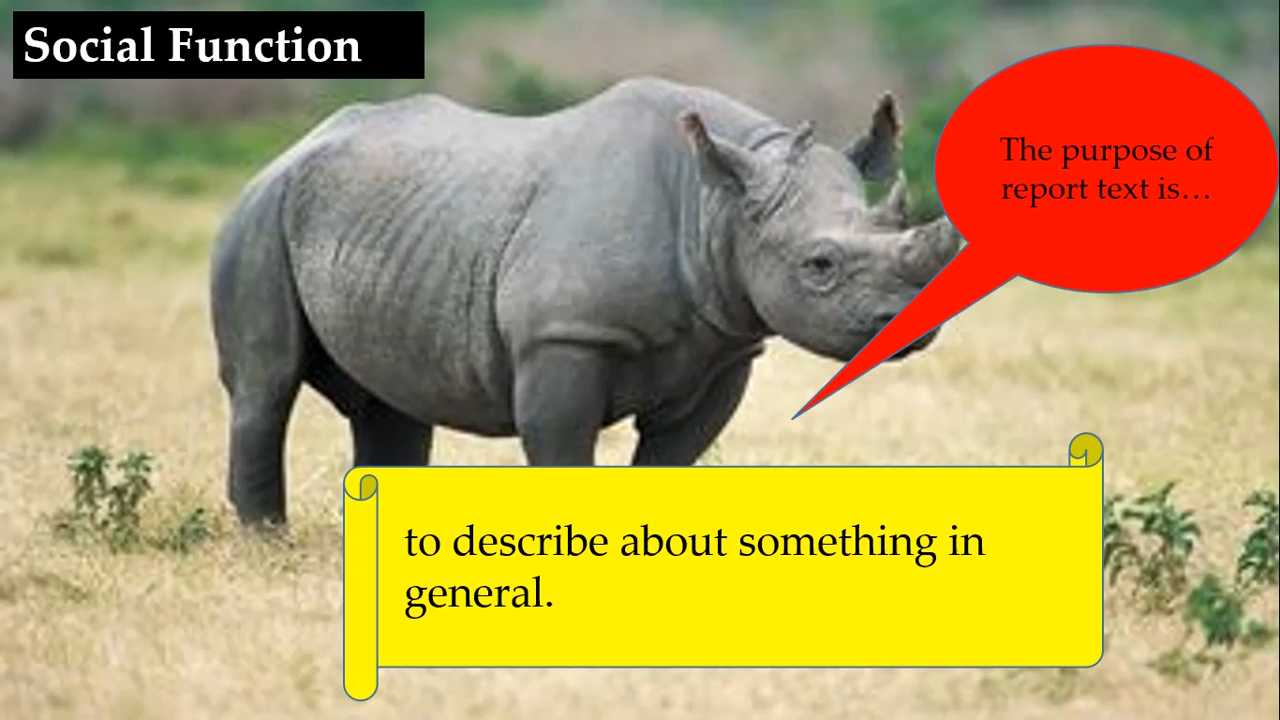 Social Function
The purpose of
report text is...
to describe about something in
general.